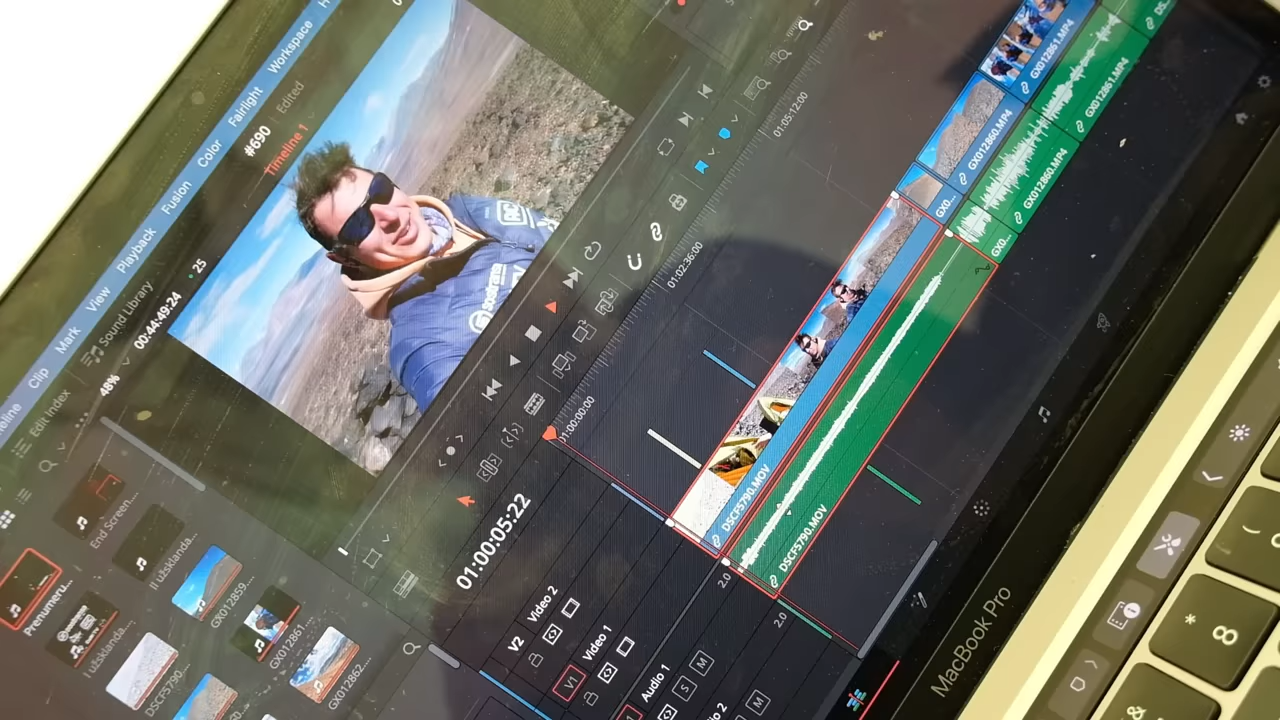 Clip
Mark
View
Playback
Fusion
Color
Fairlight
Workspace
Edit Index
Sound Library
#690
Edited
Timeline 1
48%
00:44:49:24
25
End Screen...
Prenumeru...
GX012859....
GX012861....
DSCF5790...
GX012862....
01:00:05:22
01:00:00:00
01:02:36:00
01:05:12:00
V2
Video 2
V1
Video 1
2.0
Audio 1
S
M
2.0
M
DSCF5790.MOV
DSCF5790.MOV
GX0...
GX0...
GX012860.MP4
GX012860.MP4
GX012861.MP4
GX012861.MP4
MacBook Pro
*
8
&